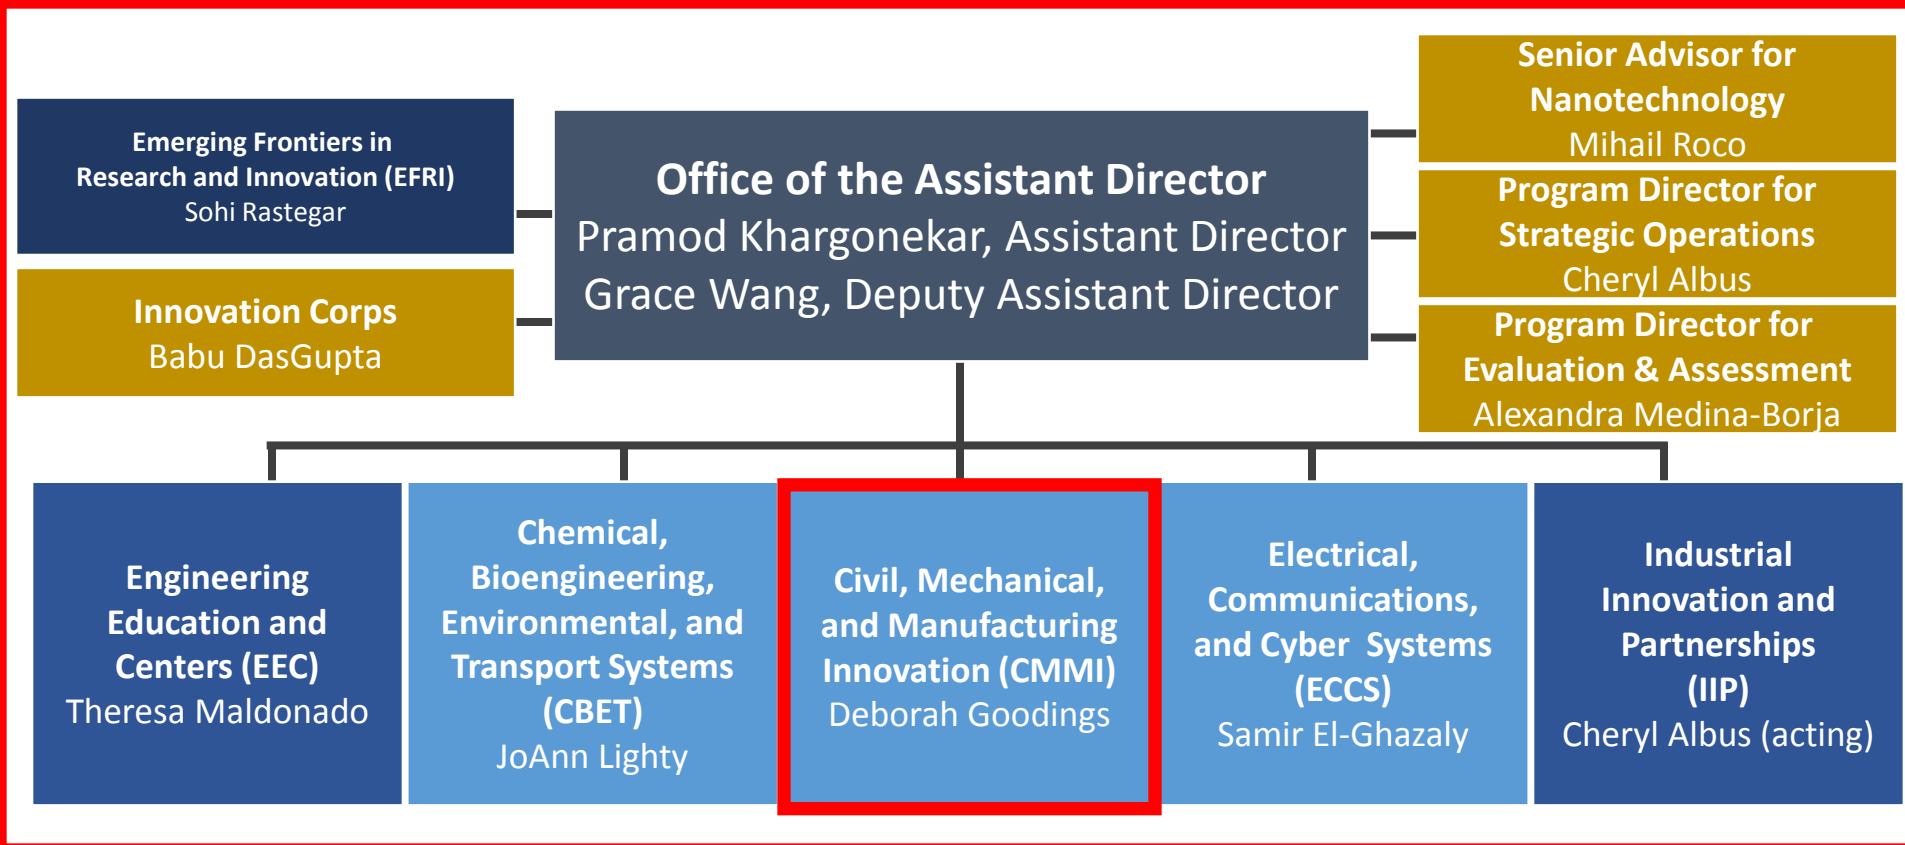 Emerging Frontiers in
Research and Innovation (EFRI)
Sohi Rastegar
Innovation Corps
Babu DasGupta
Office of the Assistant Director
Pramod Khargonekar, Assistant Director
Grace Wang, Deputy Assistant Director
Senior Advisor for
Nanotechnology
Mihail Roco
Program Director for
Strategic Operations
Cheryl Albus
Program Director for
Evaluation & Assessment
Alexandra Medina-Borja
Engineering
Education and
Centers (EEC)
Theresa Maldonado
Chemical,
Bioengineering,
Environmental, and
Transport Systems
(CBET)
JoAnn Lighty
Civil, Mechanical,
and Manufacturing
Innovation (CMMI)
Deborah Goodings
Electrical,
Communications,
and Cyber Systems
(ECCS)
Samir El-Ghazaly
Industrial
Innovation and
Partnerships
(IIP)
Cheryl Albus (acting)